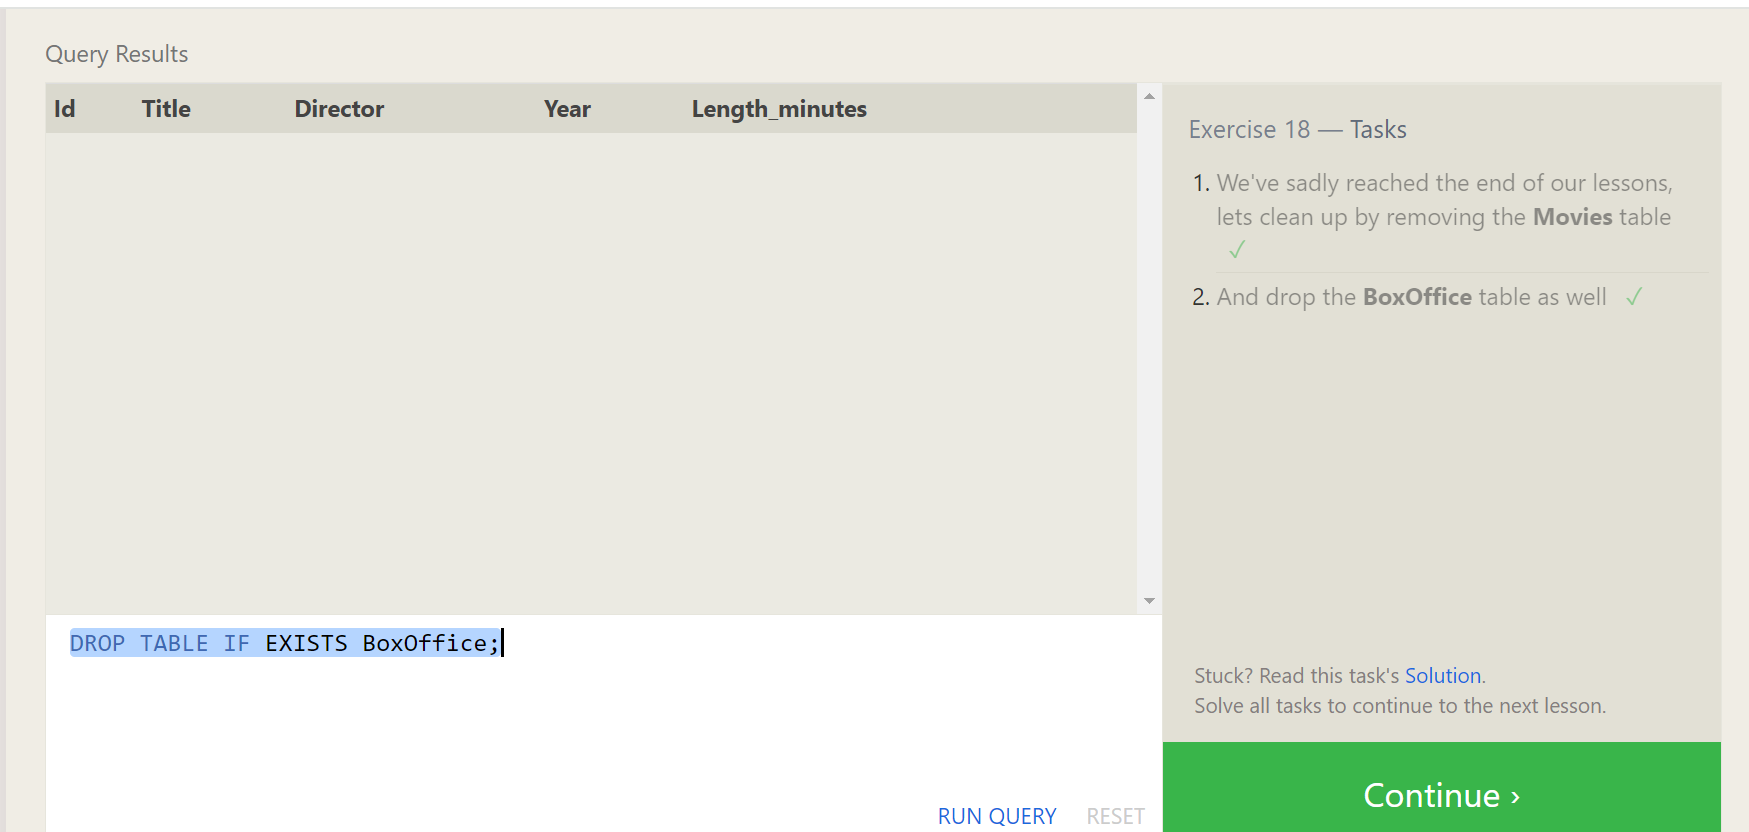 Query Results
Id Title Director Year Length_minutes
Exercise 18 — Tasks
1. We've sadly reached the end of our lessons,
lets clean up by removing the Movies table
✓
2. And drop the BoxOffice table as well ✓
DROP TABLE IF EXISTS BoxOffice;
Stuck? Read this task's Solution.
Solve all tasks to continue to the next lesson.
RUN QUERY RESET
Continue ›